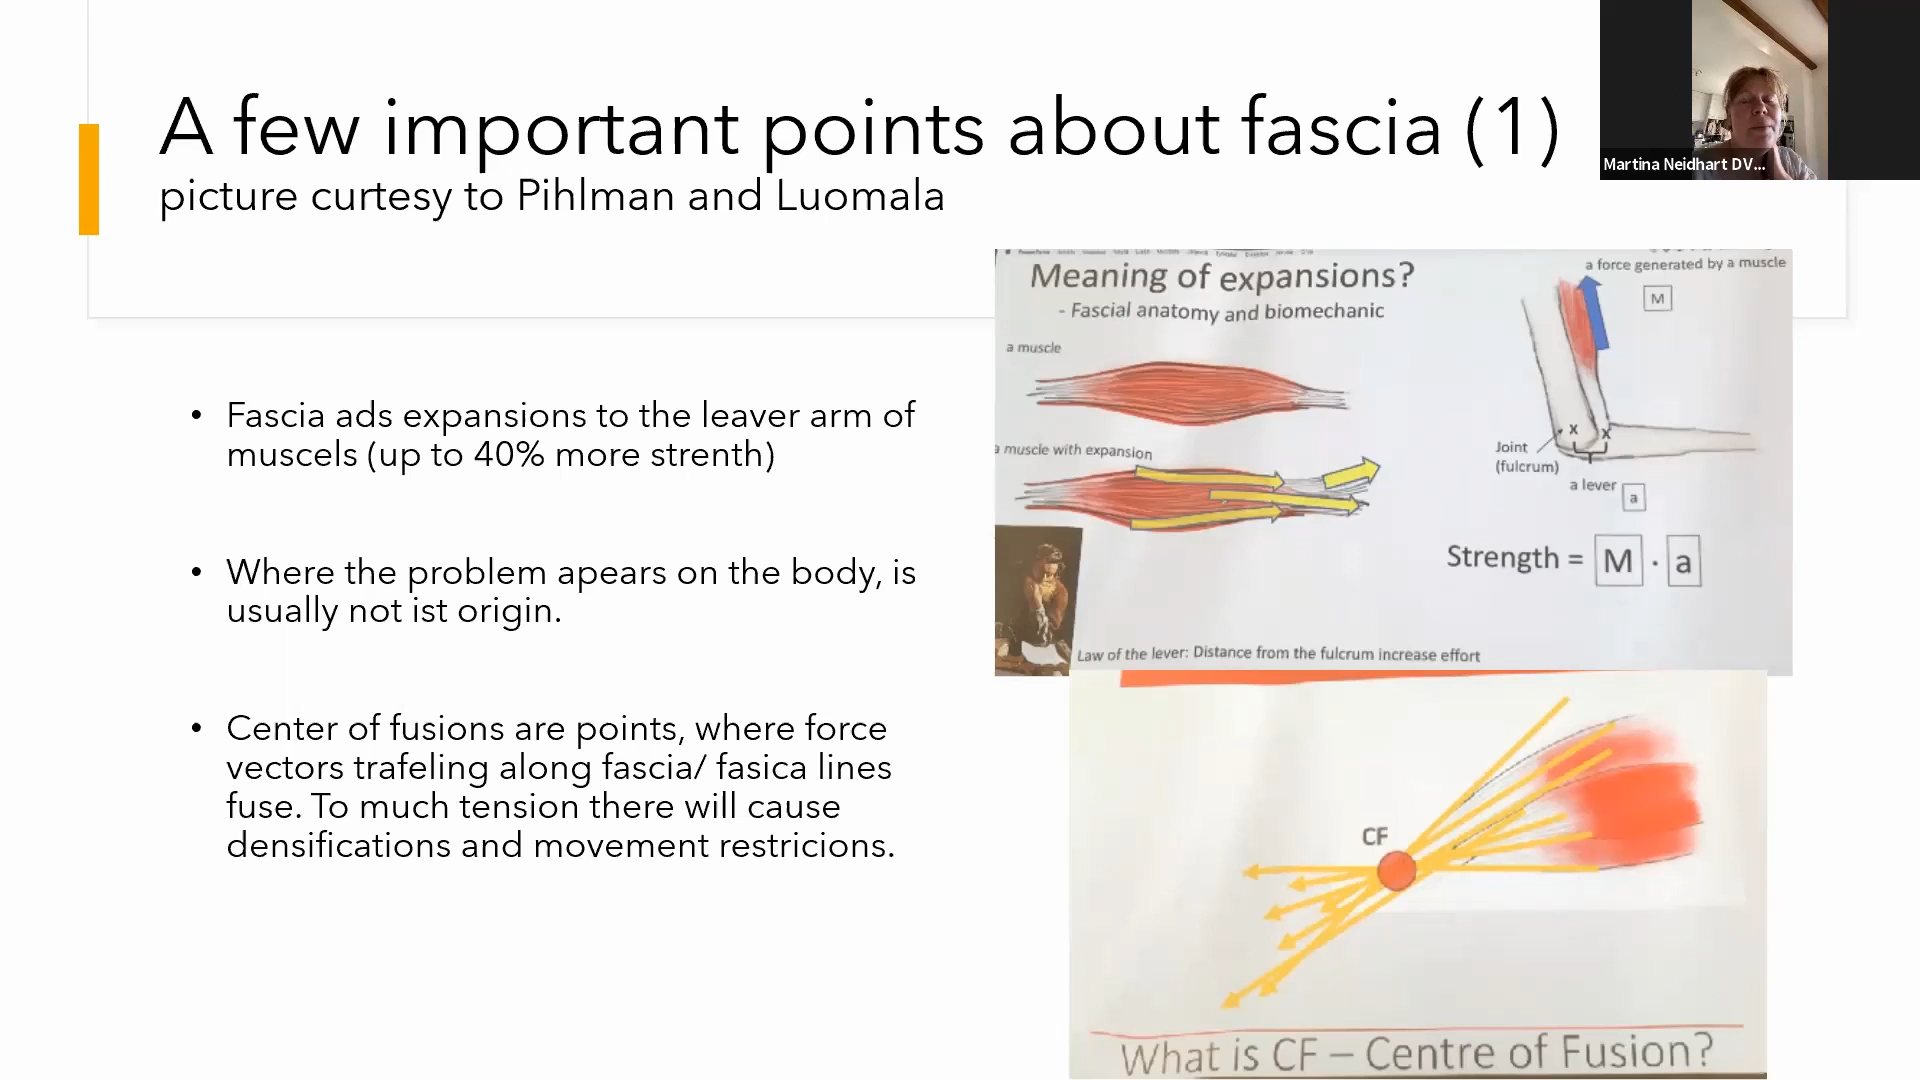 A few important points about fascia (1)
picture curtesy to Pihlman and Luomala
Martina Neidhart DV...
• Fascia ads expansions to the leaver arm of
muscels (up to 40% more strenth)
• Where the problem apears on the body, is
usually not ist origin.
• Center of fusions are points, where force
vectors trafeling along fascia/ fasica lines
fuse. To much tension there will cause
densifications and movement restricions.
Meaning of expansions?
- Fascial anatomy and biomechanic
a muscle
a muscle with expansion
a force generated by a muscle
M
x
x
Joint
(fulcrum)
a lever
a
Strength = M · a
Law of the lever: Distance from the fulcrum increase effort
CF
What is CF – Centre of Fusion?